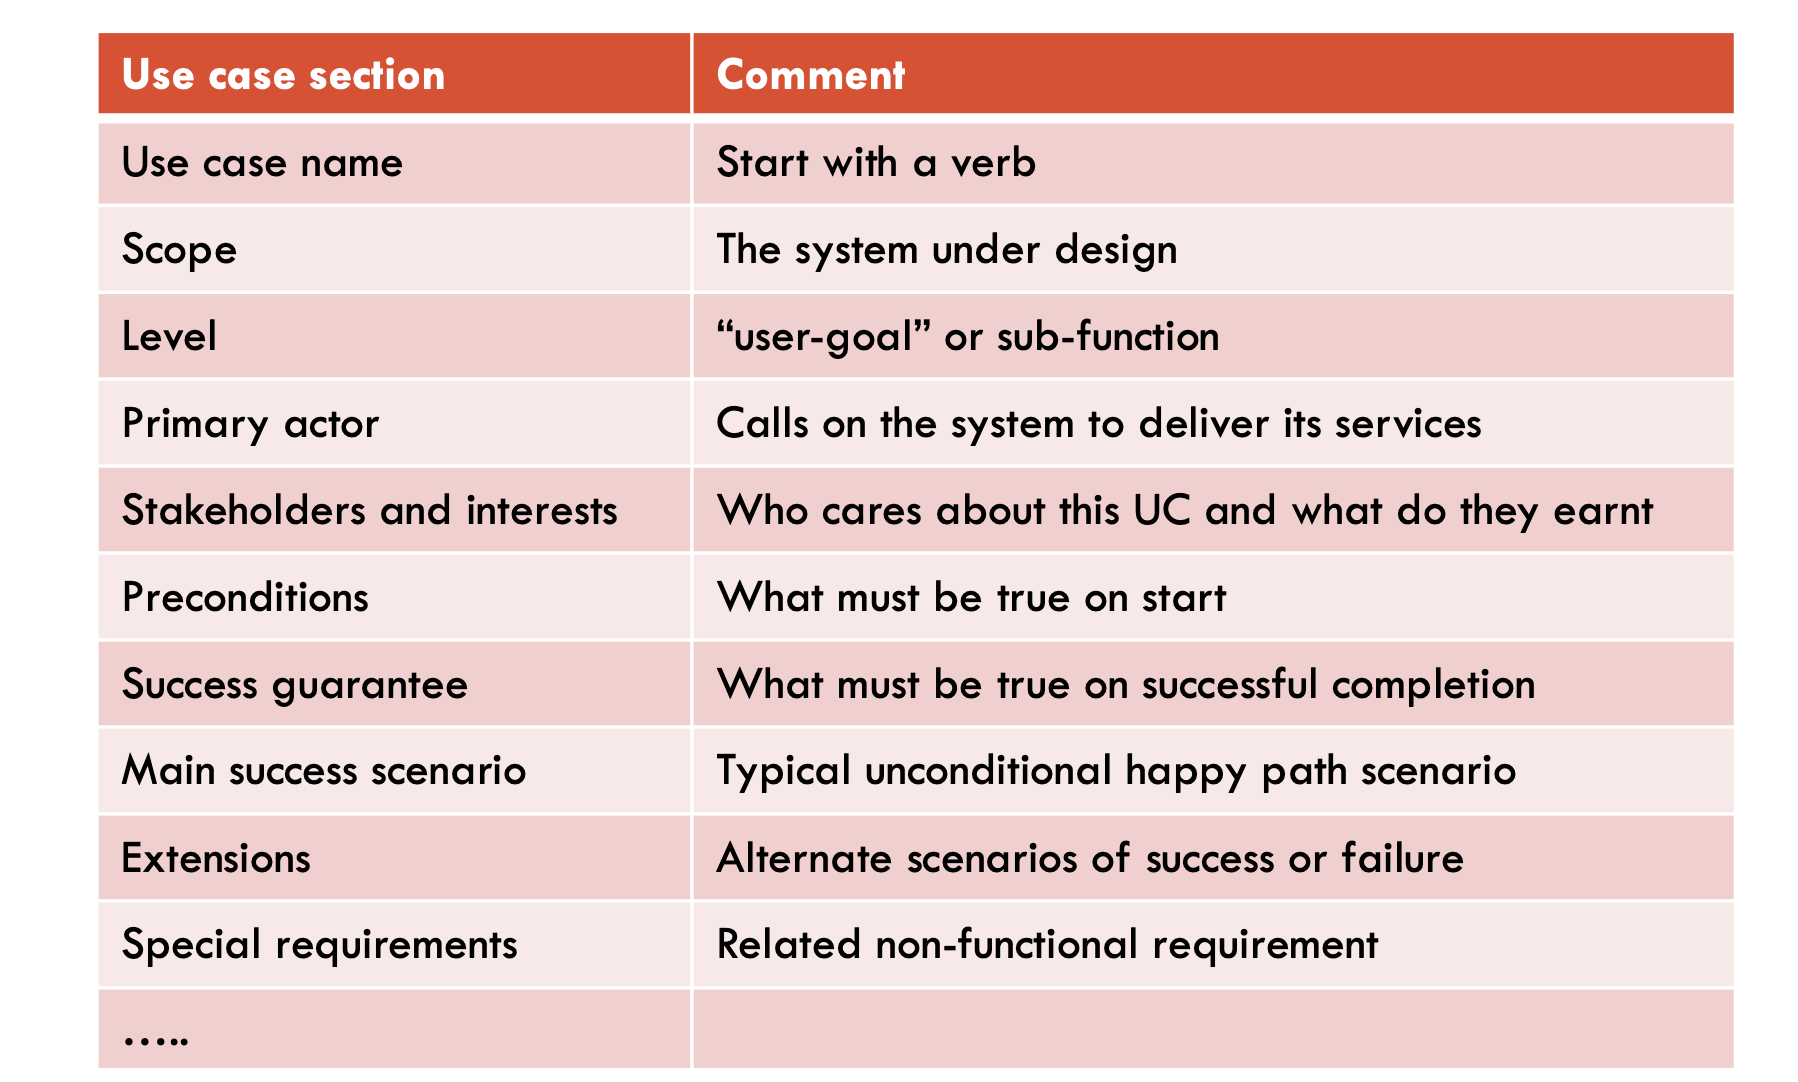 Use case section Comment
Use case name Start with a verb
Scope The system under design
Level “user-goal” or sub-function
Primary actor Calls on the system to deliver its services
Stakeholders and interests Who cares about this UC and what do they earnt
Preconditions What must be true on start
Success guarantee What must be true on successful completion
Main success scenario Typical unconditional happy path scenario
Extensions Alternate scenarios of success or failure
Special requirements Related non-functional requirement
…..